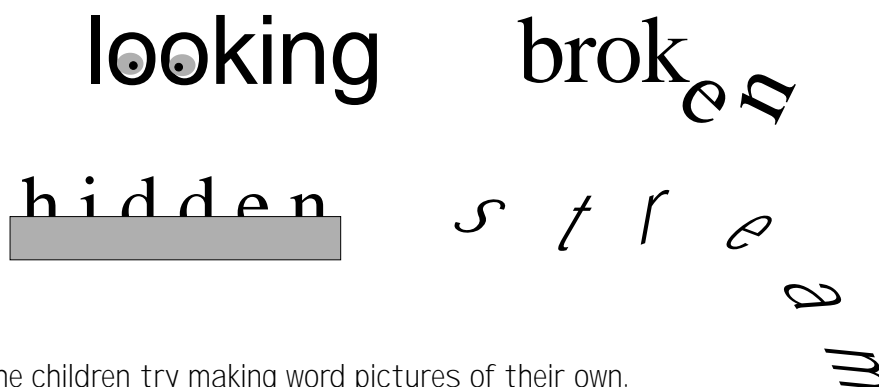 looking broken
hidden stream
he children try making word pictures of their own.